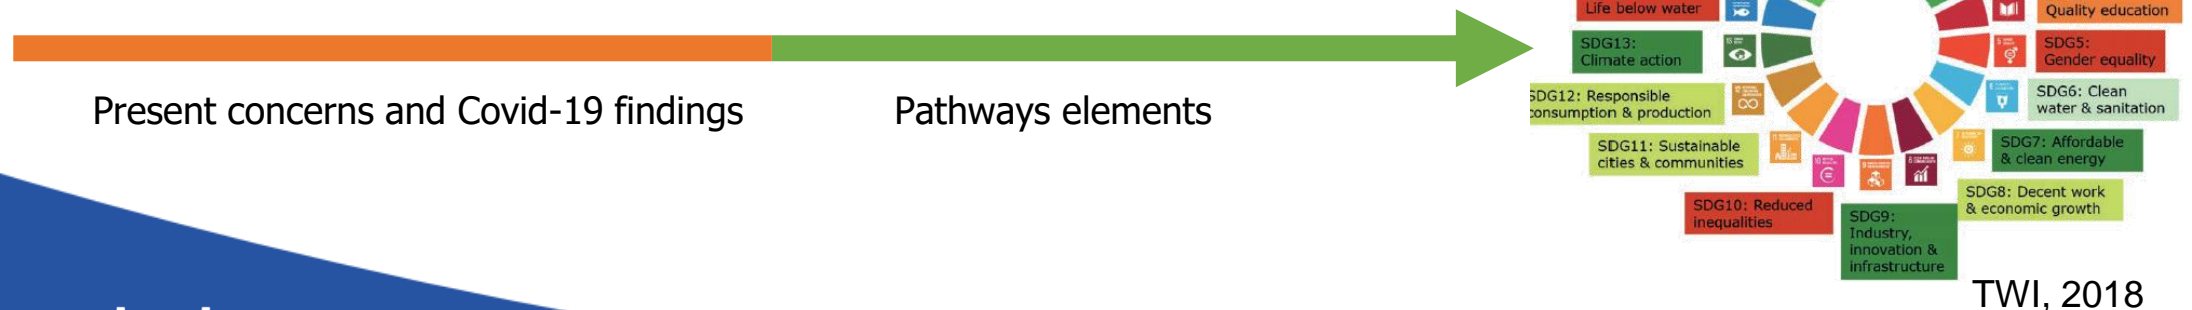 Life below water
Quality education
SDG13:
Climate action
SDG5:
Gender equality
SDG12: Responsible
consumption & production
SDG6: Clean
water & sanitation
Present concerns and Covid-19 findings
Pathways elements
SDG11: Sustainable
cities & communities
SDG7: Affordable
& clean energy
SDG8: Decent work
& economic growth
SDG10: Reduced
inequalities
SDG9:
Industry,
innovation &
infrastructure
TWI, 2018